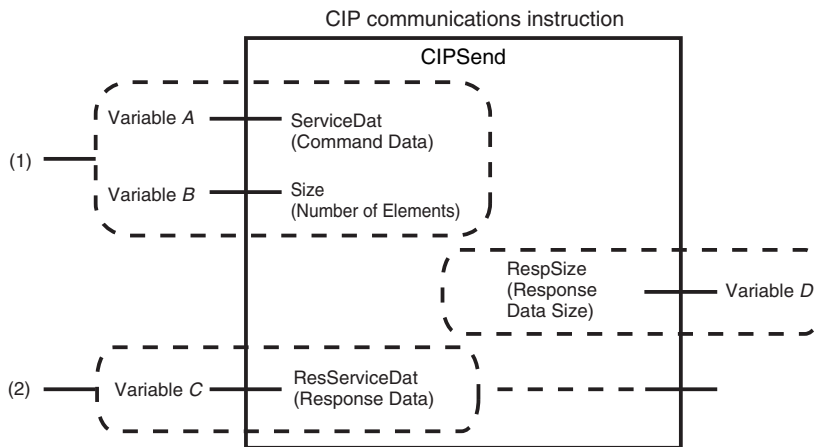 CIP communications instruction
CIPSend
Variable A
ServiceDat
(Command Data)
(1)
Variable B
Size
(Number of Elements)
RespSize
(Response
Data Size)
Variable D
(2)
Variable C
ResServiceDat
(Response Data)